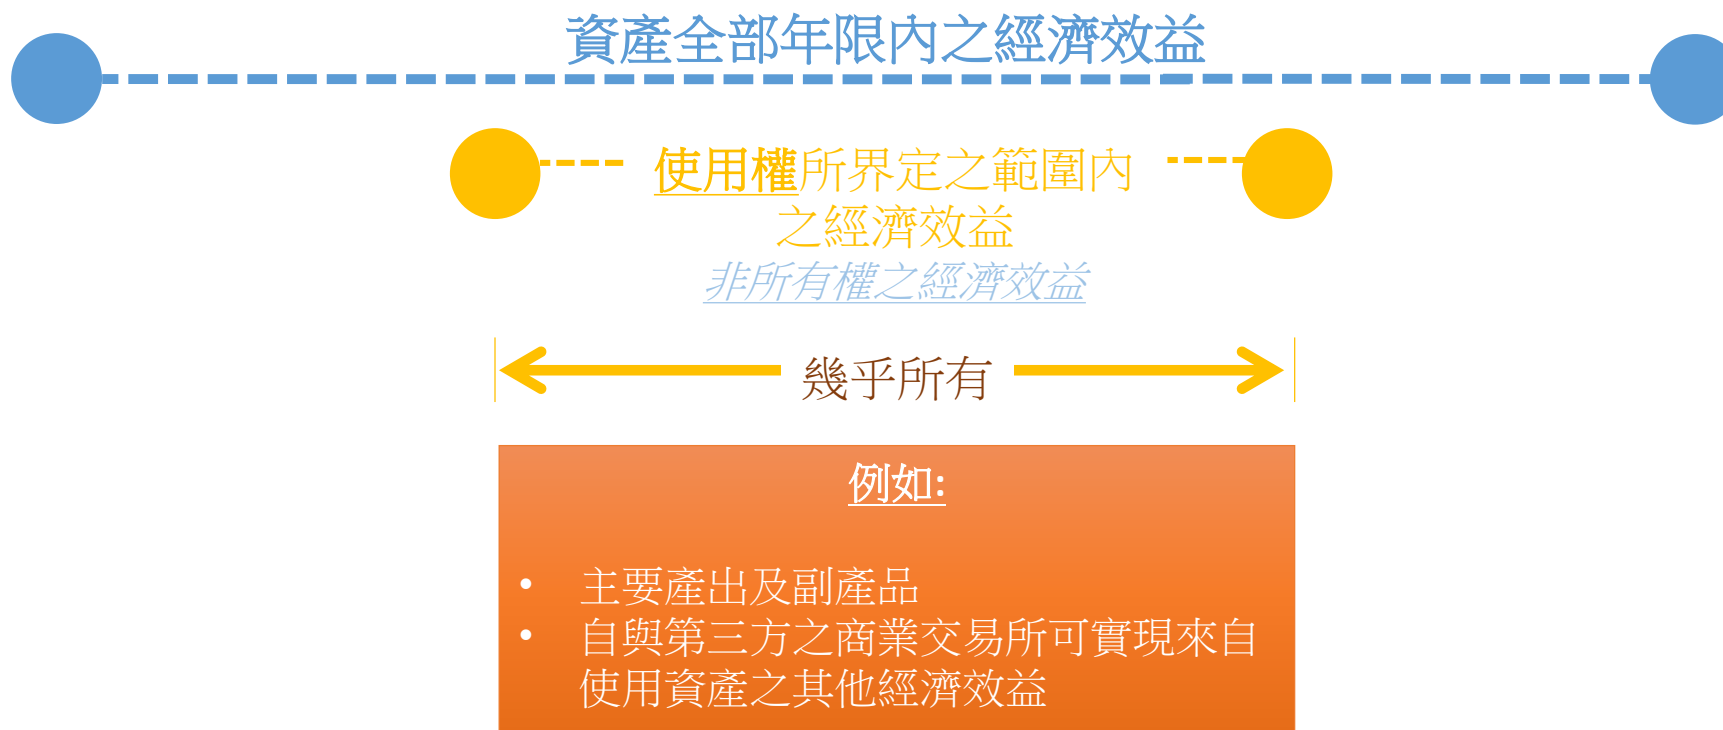 資產全部年限內之經濟效益
使用權所界定之範圍內
之經濟效益
非所有權之經濟效益
幾乎所有
例如:
• 主要產出及副產品
• 自與第三方之商業交易所可實現來自
使用資產之其他經濟效益